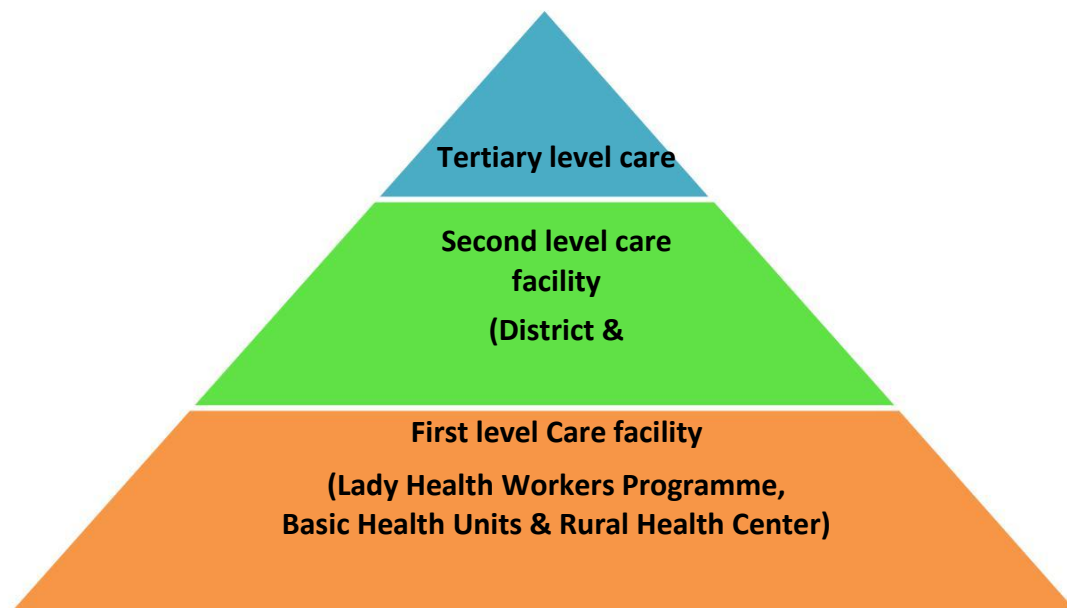 Tertiary level care
Second level care
facility
(District &
First level Care facility
(Lady Health Workers Programme,
Basic Health Units & Rural Health Center)